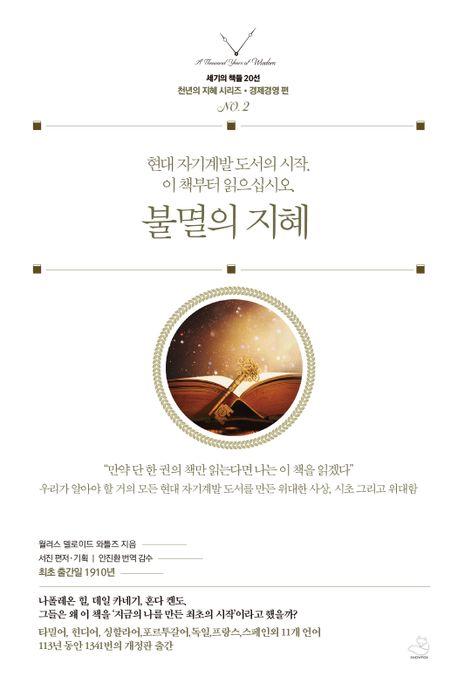 A Thousand Years of Wisdom
세기의 책들 20선
천년의 지혜 시리즈 • 경제경영 편
NO. 2
현대 자기계발 도서의 시작.
이 책부터 읽으십시오.
불멸의 지혜
“만약 단 한 권의 책만 읽는다면 나는 이 책을 읽겠다”
우리가 알아야 할 거의 모든 현대 자기계발 도서를 만든 위대한 사상, 시초 그리고 위대함
월러스 델로이드 와틀즈 지음
서진 편저·기획 | 안진환 번역 감수
최초 출간일 1910년
나폴레온 힐, 데일 카네기, 혼다 켄도,
그들은 왜 이 책을 ‘지금의 나를 만든 최초의 시작’이라고 했을까?
타밀어, 힌디어, 싱할라어,포르투갈어,독일,프랑스,스페인외 11개 언어
113년 동안 1341번의 개정판 출간
SNOWFOX